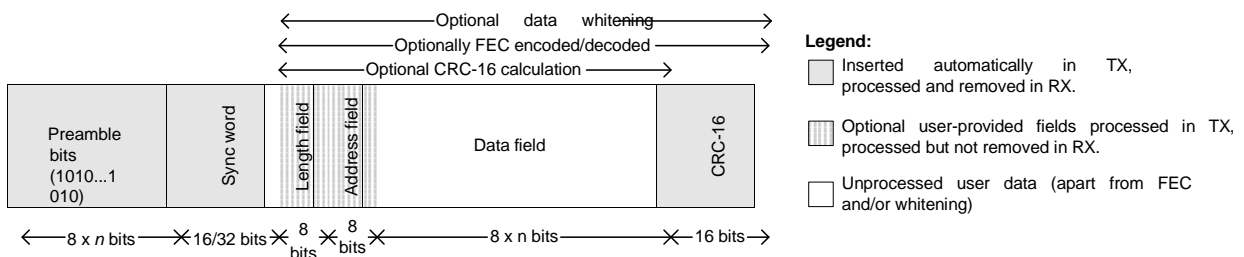 Optional data whitening
Optionally FEC encoded/decoded
Optional CRC-16 calculation
Preamble
bits
(1010...1
010)
Sync word
Length field
Address field
Data field
CRC-16
8 x n bits
16/32 bits
8
bits
8
bits
8 x n bits
16 bits
Legend:
Inserted automatically in TX,
processed and removed in RX.
Optional user-provided fields processed in TX,
processed but not removed in RX.
Unprocessed user data (apart from FEC
and/or whitening)